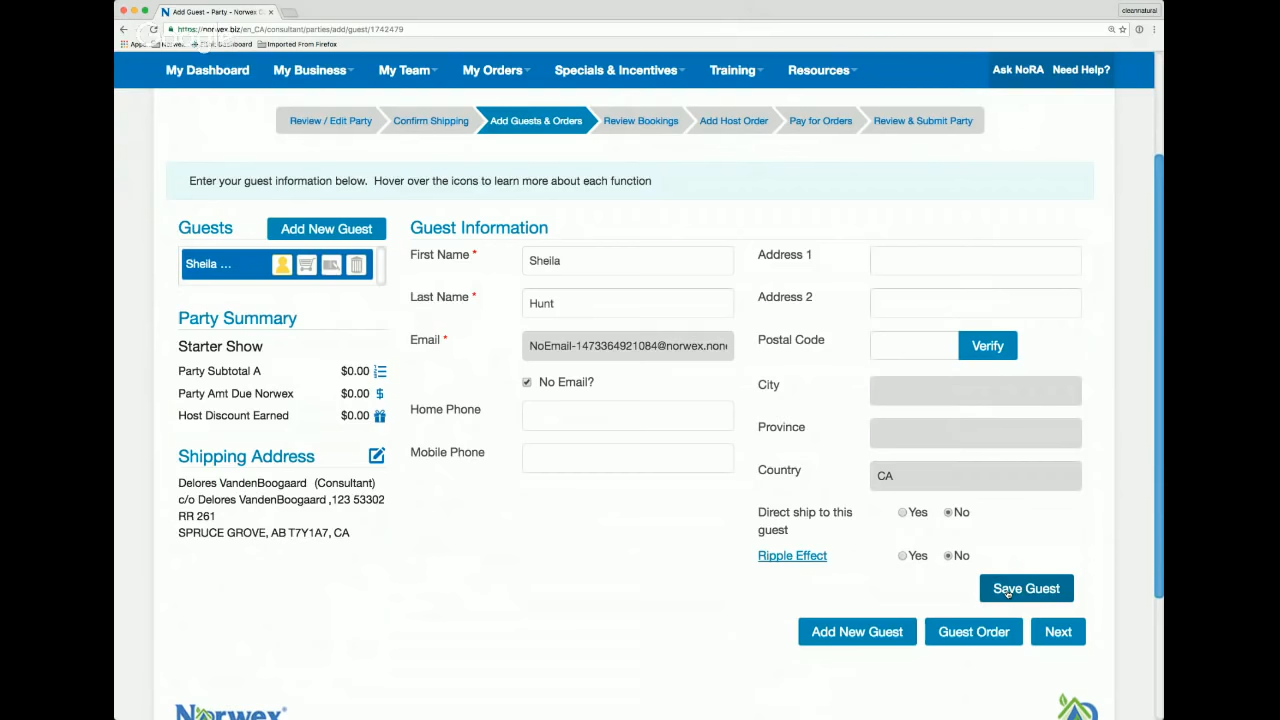 Add Guest - Party - Norwex C
cleannatural
https://norwex.biz/en_CA/consultant/parties/add/guest/1742479
Apps
Dashboard
Imported From Firefox
Google
My Dashboard
My Business
My Team
My Orders
Specials & Incentives
Training
Resources
Ask NoRA
Need Help?
Review / Edit Party
Confirm Shipping
Add Guests & Orders
Review Bookings
Add Host Order
Pay for Orders
Review & Submit Party
Enter your guest information below. Hover over the icons to learn more about each function
Guests
Add New Guest
Sheila ...
Party Summary
Starter Show
Party Subtotal A $0.00
Party Amt Due Norwex $0.00
Host Discount Earned $0.00
Shipping Address
Delores VandenBoogaard (Consultant)
c/o Delores VandenBoogaard ,123 53302
RR 261
SPRUCE GROVE, AB T7Y1A7, CA
Guest Information
First Name * Sheila
Last Name * Hunt
Email * NoEmail-1473364921084@norwex.non
No Email?
Home Phone
Mobile Phone
Address 1
Address 2
Postal Code Verify
City
Province
Country CA
Direct ship to this
guest
Yes No
Ripple Effect Yes No
Save Guest
Add New Guest
Guest Order
Next
Norwex®